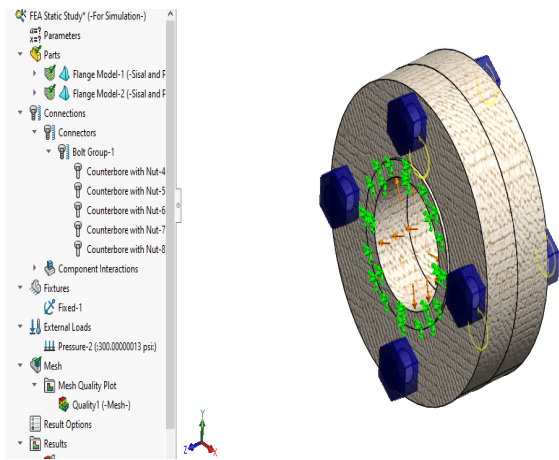 FEA Static Study* (-For Simulation-)
Parameters
Parts
Flange Model-1 (-Sisal and F
Flange Model-2 (-Sisal and F
Connections
Connectors
Bolt Group-1
Counterbore with Nut-4
Counterbore with Nut-5
Counterbore with Nut-6
Counterbore with Nut-7
Counterbore with Nut-8
Component Interactions
Fixtures
Fixed-1
External Loads
Pressure-2 (:300.00000013 psi:)
Mesh
Mesh Quality Plot
Quality1 (-Mesh-)
Result Options
Results
Y
Z
X